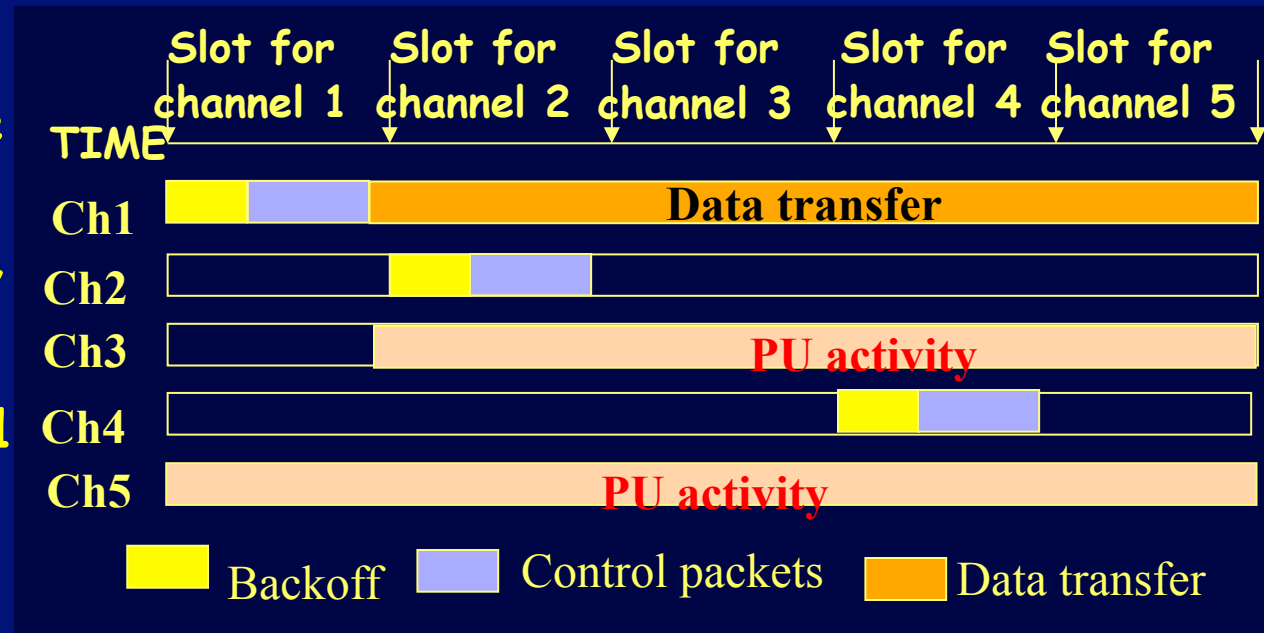 Slot for Slot for Slot for Slot for Slot for
channel 1 channel 2 channel 3 channel 4 channel 5
TIME
Ch1 Data transfer
Ch2
Ch3 PU activity
Ch4
Ch5 PU activity
Backoff Control packets Data transfer